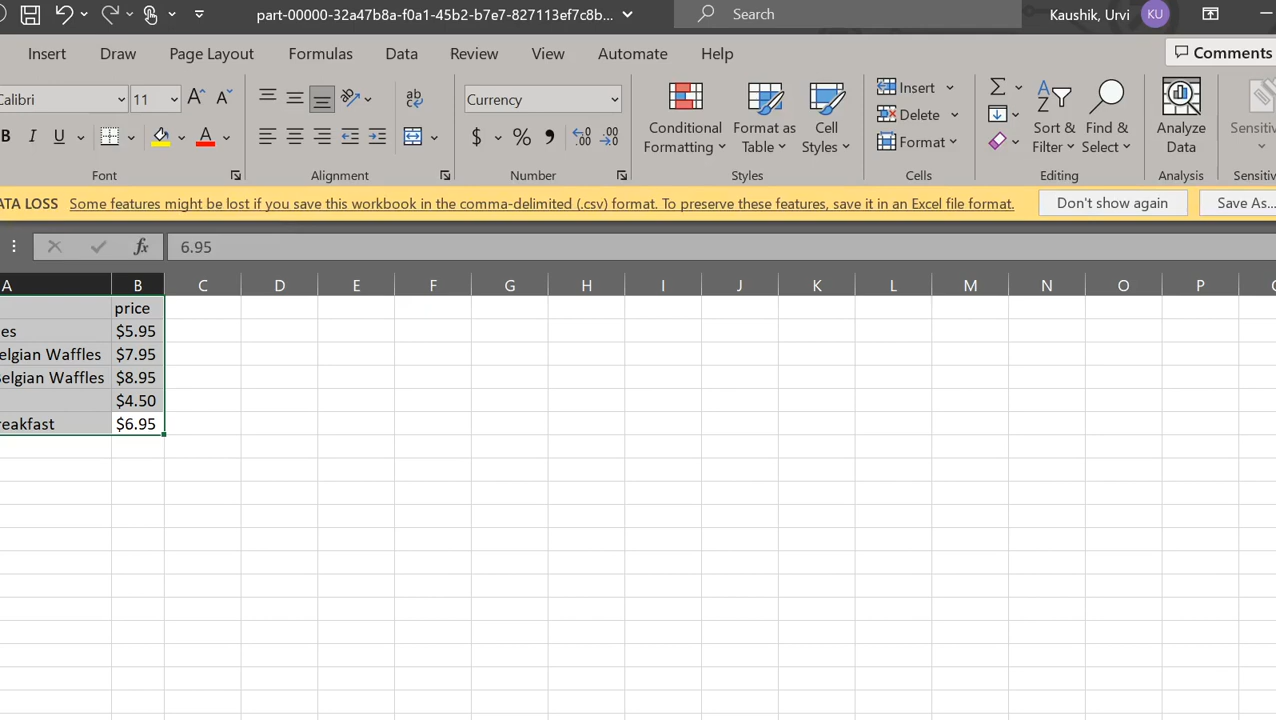 part-00000-32a47b8a-f0a1-45b2-b7e7-827113ef7c8b... Search Kaushik, Urvi KU
Insert Draw Page Layout Formulas Data Review View Automate Help Comments
Calibri 11 Currency
B I U A $ % Conditional Formatting Format as Table Cell Styles Insert Delete Format Sort & Filter Find & Select Analyze Data Sensitiv
Font Alignment Number Styles Cells Editing Analysis Sensitiv
ATA LOSS Some features might be lost if you save this workbook in the comma-delimited (.csv) format. To preserve these features, save it in an Excel file format. Don't show again Save As...
fx 6.95
A B C D E F G H I J K L M N O P
price
es $5.95
elgian Waffles $7.95
Belgian Waffles $8.95
$4.50
reakfast $6.95